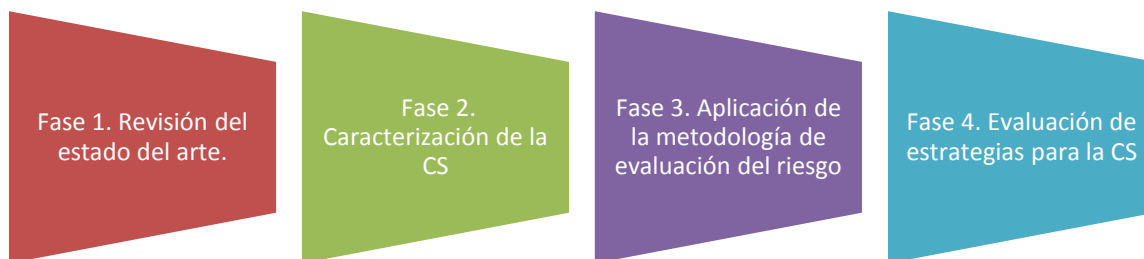 Fase 1. Revisión del
estado del arte.
Fase 2.
Caracterización de la
CS
Fase 3. Aplicación de
la metodología de
evaluación del riesgo
Fase 4. Evaluación de
estrategias para la CS